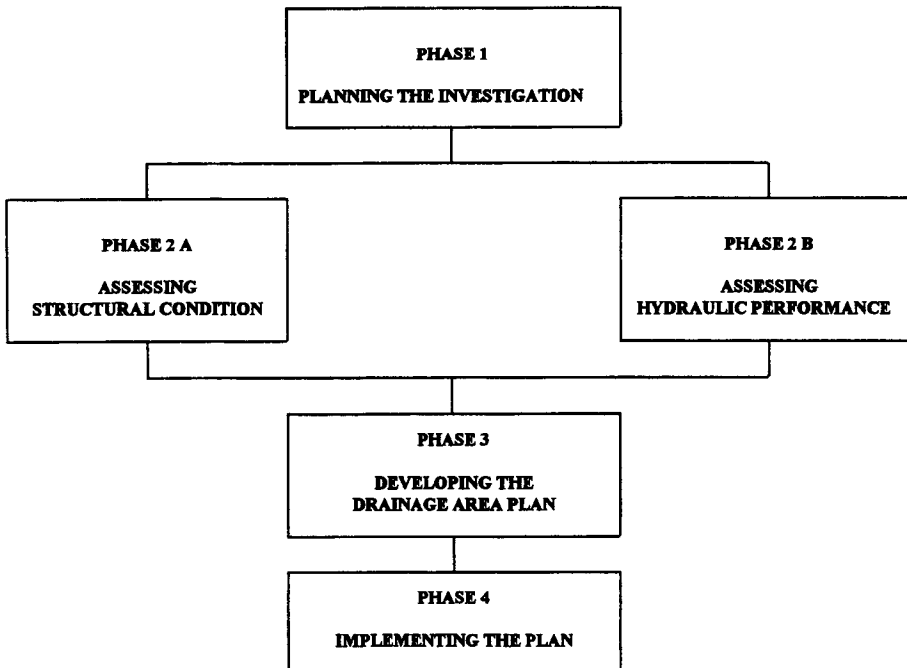 PHASE 1
PLANNING THE INVESTIGATION
PHASE 2 A
ASSESSING
STRUCTURAL CONDITION
PHASE 2 B
ASSESSING
HYDRAULIC PERFORMANCE
PHASE 3
DEVELOPING THE
DRAINAGE AREA PLAN
PHASE 4
IMPLEMENTING THE PLAN